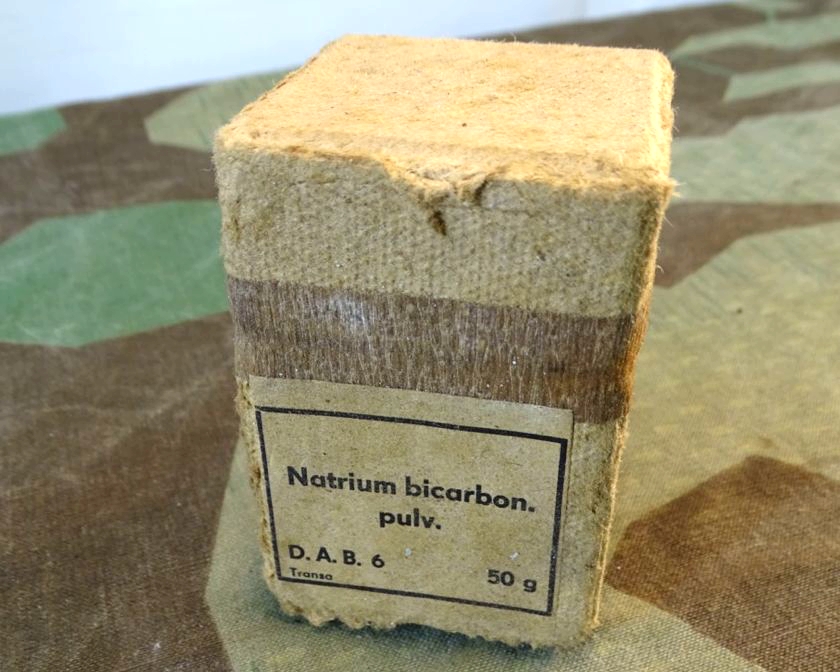 Natrium bicarbon.
pulv.
D. A. B. 6
Transa
50 g